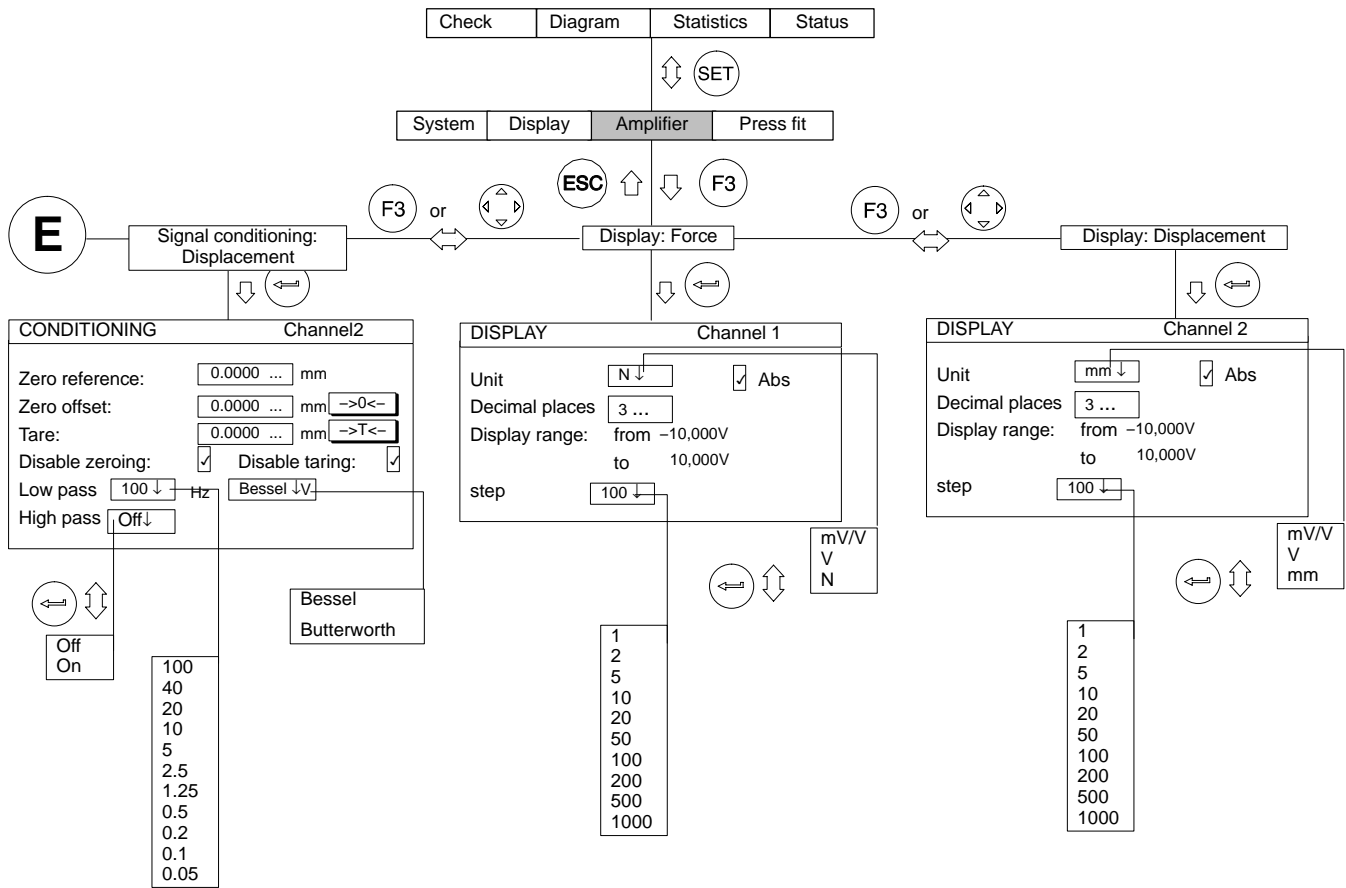 Check Diagram Statistics Status
SET
System Display Amplifier Press fit
ESC F3
F3 or
F3 or
E
Signal conditioning:
Displacement
Display: Force
Display: Displacement
CONDITIONING Channel2
Zero reference: 0.0000 ... mm
Zero offset: 0.0000 ... mm –>0<–
Tare: 0.0000 ... mm –>T<–
Disable zeroing: ✓ Disable taring: ✓
Low pass 100 ↓ Hz Bessel ↓V
High pass Off↓
Off
On
100
40
20
10
5
2.5
1.25
0.5
0.2
0.1
0.05
Bessel
Butterworth
DISPLAY Channel 1
Unit N ↓ ✓ Abs
Decimal places 3 ...
Display range: from –10,000V
to 10,000V
step 100 ↓
mV/V
V
N
1
2
5
10
20
50
100
200
500
1000
DISPLAY Channel 2
Unit mm ↓ ✓ Abs
Decimal places 3 ...
Display range: from –10,000V
to 10,000V
step 100 ↓
mV/V
V
mm
1
2
5
10
20
50
100
200
500
1000